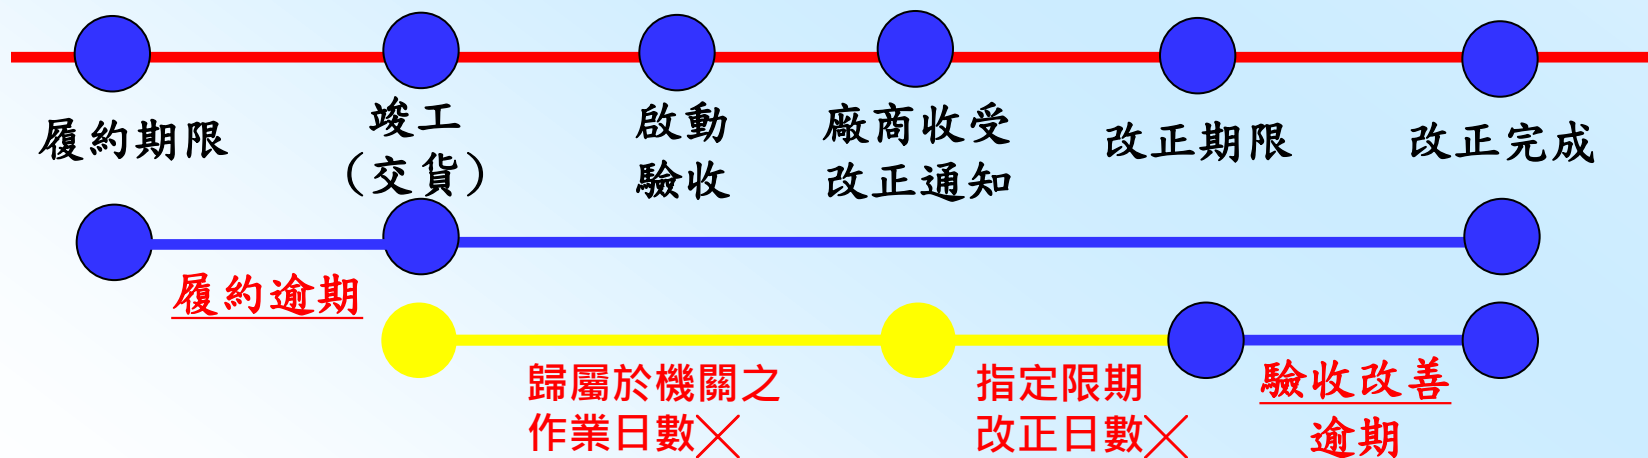 履約期限
竣工
（交貨）
啟動
驗收
廠商收受
改正通知
改正期限
改正完成
履約逾期
歸屬於機關之
作業日數╳
指定限期
改正日數╳
驗收改善
逾期